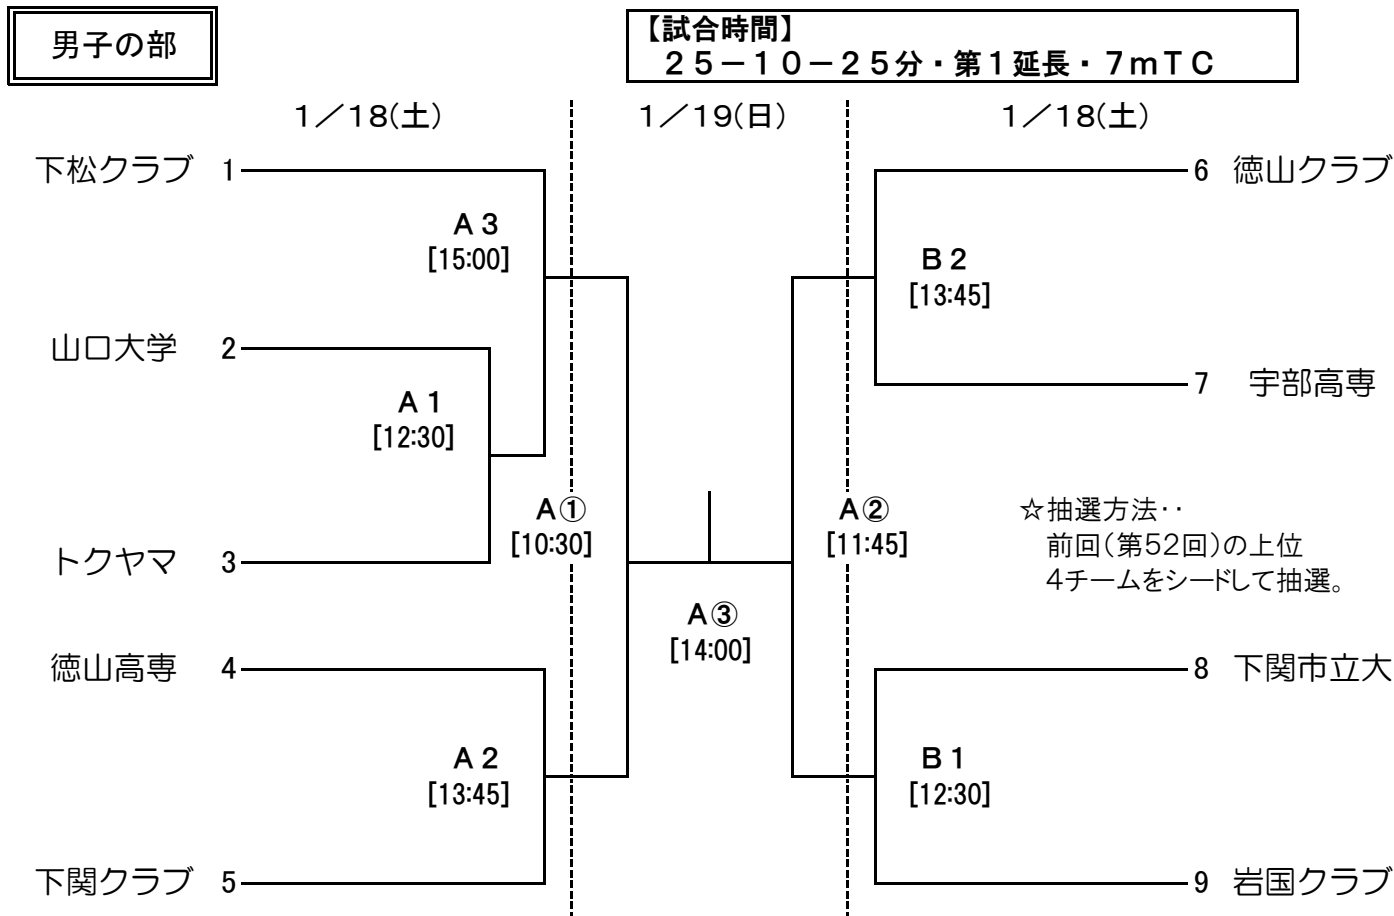 男子の部
【試合時間】
２５－１０－２５分・第１延長・７ｍＴＣ
１／１８(土)
１／１９(日)
１／１８(土)
下松クラブ 1
A３
[15:00]
山口大学 2
A１
[12:30]
トクヤマ 3
A①
[10:30]
徳山高専 4
A２
[13:45]
下関クラブ 5
A③
[14:00]
6 徳山クラブ
B２
[13:45]
7 宇部高専
A②
[11:45]
☆抽選方法‥
前回（第52回）の上位
4チームをシードして抽選。
8 下関市立大
B１
[12:30]
9 岩国クラブ